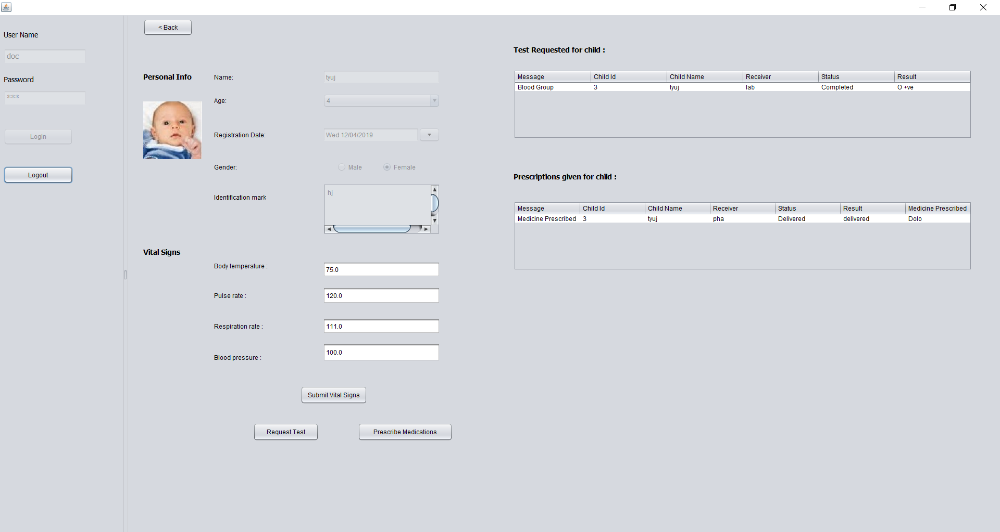 User Name
doc
Password
***
Login
Logout
< Back
Personal Info
Name:
tyuj
Age:
4
Registration Date:
Wed 12/04/2019
Gender:
Male
Female
Identification mark
hj
Vital Signs
Body temperature :
75.0
Pulse rate :
120.0
Respiration rate :
111.0
Blood pressure :
100.0
Submit Vital Signs
Request Test
Prescribe Medications
Test Requested for child :
Message Child Id Child Name Receiver Status Result
Blood Group 3 tyuj lab Completed O +ve
Prescriptions given for child :
Message Child Id Child Name Receiver Status Result Medicine Prescribed
Medicine Prescribed 3 tyuj pha Delivered delivered Dolo